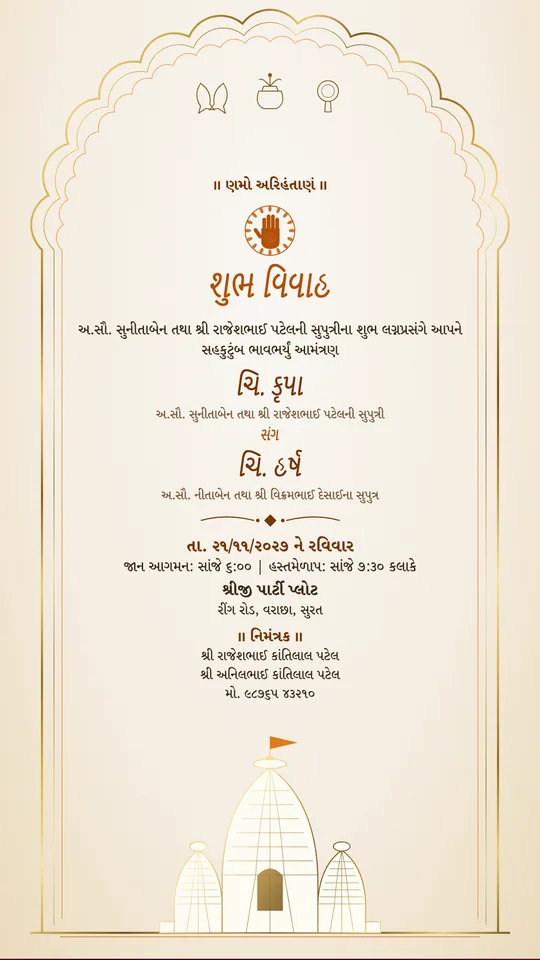 ॥ ણમો અરિહંતાણં ॥
શુભ વિવાહ
અ.સૌ. સુનીતાબેન તથા શ્રી રાજેશભાઈ પટેલની સુપુત્રીના શુભ લગ્નપ્રસંગે આપને
સહકુટુંબ ભાવભર્યું આમંત્રણ
ચિ. કૃપા
અ.સૌ. સુનીતાબેન તથા શ્રી રાજેશભાઈ પટેલની સુપુત્રી
સંગ
ચિ. હર્ષ
અ.સૌ. નીતાબેન તથા શ્રી વિક્રમભાઈ દેસાઈના સુપુત્ર
તા. ૨૧/૧૧/૨૦૨૭ ને રવિવાર
જાન આગમન: સાંજે ૬:૦૦ | હસ્તમેળાપ: સાંજે ૭:૩૦ કલાકે
શ્રીજી પાર્ટી પ્લોટ
રીંગ રોડ, વરાછા, સુરત
॥ નિમંત્રક ॥
શ્રી રાજેશભાઈ કાંતિલાલ પટેલ
શ્રી અનિલભાઈ કાંતિલાલ પટેલ
મો. ૯૮૭૬૫ ૪૩૨૧૦